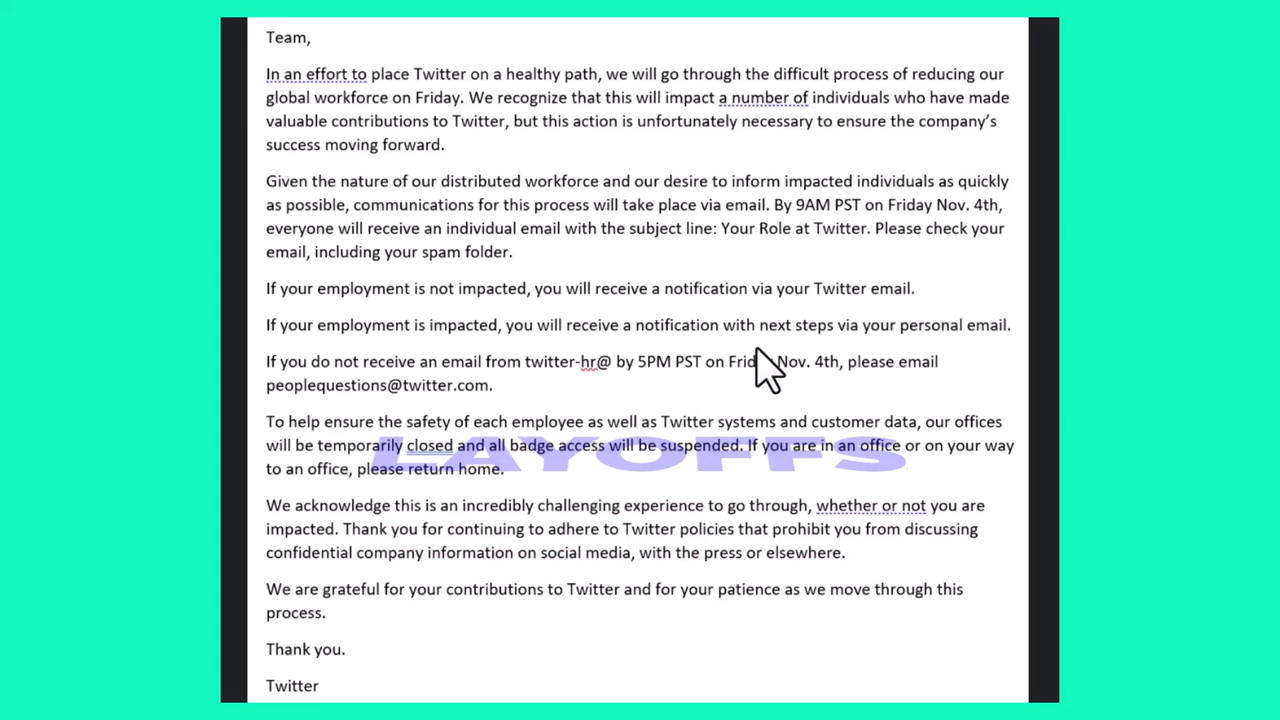 Team,
In an effort to place Twitter on a healthy path, we will go through the difficult process of reducing our
global workforce on Friday. We recognize that this will impact a number of individuals who have made
valuable contributions to Twitter, but this action is unfortunately necessary to ensure the company's
success moving forward.
Given the nature of our distributed workforce and our desire to inform impacted individuals as quickly
as possible, communications for this process will take place via email. By 9AM PST on Friday Nov. 4th,
everyone will receive an individual email with the subject line: Your Role at Twitter. Please check your
email, including your spam folder.
If your employment is not impacted, you will receive a notification via your Twitter email.
If your employment is impacted, you will receive a notification with next steps via your personal email.
If you do not receive an email from twitter-hr@ by 5PM PST on Frid Nov. 4th, please email
peoplequestions@twitter.com.
To help ensure the safety of each employee as well as Twitter systems and customer data, our offices
will be temporarily closed and all badge access will be suspended. If you are in an office or on your way
to an office, please return home.
LAYOFFS
We acknowledge this is an incredibly challenging experience to go through, whether or not you are
impacted. Thank you for continuing to adhere to Twitter policies that prohibit you from discussing
confidential company information on social media, with the press or elsewhere.
We are grateful for your contributions to Twitter and for your patience as we move through this
process.
Thank you.
Twitter